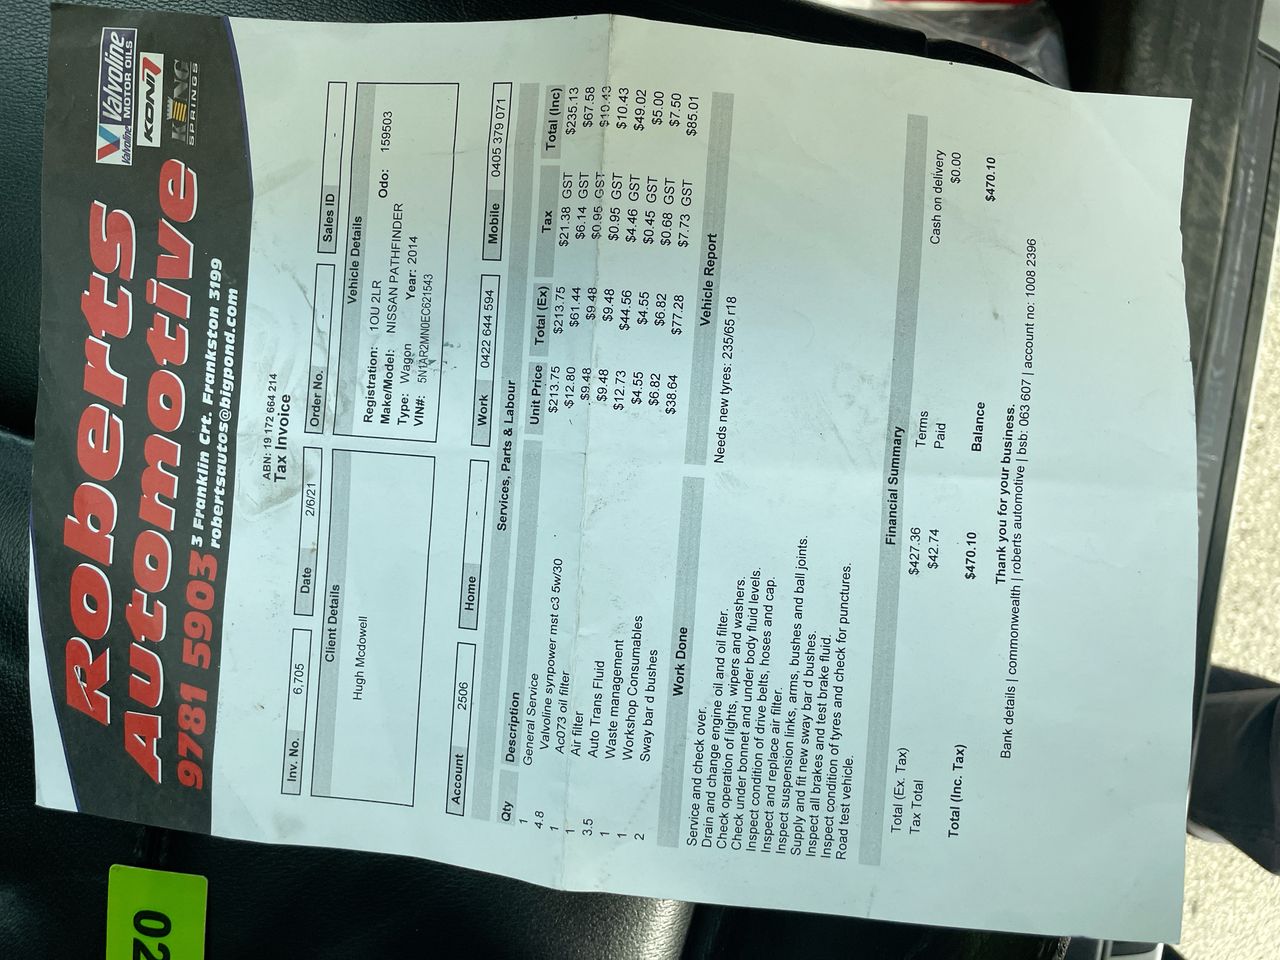 Roberts
Automotive
9781 5903
3 Franklin Crt. Frankston 3199
robertsautos@bigpond.com
Valvoline
Valvoline
MOTOR OILS
KONI
KING
SPRINGS
ABN: 19 172 664 214
Tax Invoice
Inv. No. 6,705 Date 2/6/21 Order No. - Sales ID -
Client Details
Hugh Mcdowell
Vehicle Details
Registration: 1OU 2LR
Make/Model: NISSAN PATHFINDER Odo: 159503
Type: Wagon Year: 2014
VIN#: 5N1AR2MN0EC621543
Account 2506 Home - Work 0422 644 594 Mobile 0405 379 071
Services, Parts & Labour
Qty Description Unit Price Total (Ex) Tax Total (Inc)
1 General Service $213.75 $213.75 $21.38 GST $235.13
4.8 Valvoline synpower mst c3 5w/30 $12.80 $61.44 $6.14 GST $67.58
1 Ac073 oil filter $9.48 $9.48 $0.95 GST $10.43
1 Air filter $9.48 $9.48 $0.95 GST $10.43
3.5 Auto Trans Fluid $12.73 $44.56 $4.46 GST $49.02
1 Waste management $4.55 $4.55 $0.45 GST $5.00
1 Workshop Consumables $6.82 $6.82 $0.68 GST $7.50
2 Sway bar d bushes $38.64 $77.28 $7.73 GST $85.01
Work Done
Service and check over.
Drain and change engine oil and oil filter.
Check operation of lights, wipers and washers.
Check under bonnet and under body fluid levels.
Inspect condition of drive belts, hoses and cap.
Inspect and replace air filter.
Inspect suspension links, arms, bushes and ball joints.
Supply and fit new sway bar d bushes.
Inspect all brakes and test brake fluid.
Inspect condition of tyres and check for punctures.
Road test vehicle.
Vehicle Report
Needs new tyres: 235/65 r18
Financial Summary
Total (Ex. Tax) $427.36 Terms Cash on delivery
Tax Total $42.74 Paid $0.00
Total (Inc. Tax) $470.10 Balance $470.10
Thank you for your business.
Bank details | commonwealth | roberts automotive | bsb: 063 607 | account no: 1008 2396
02